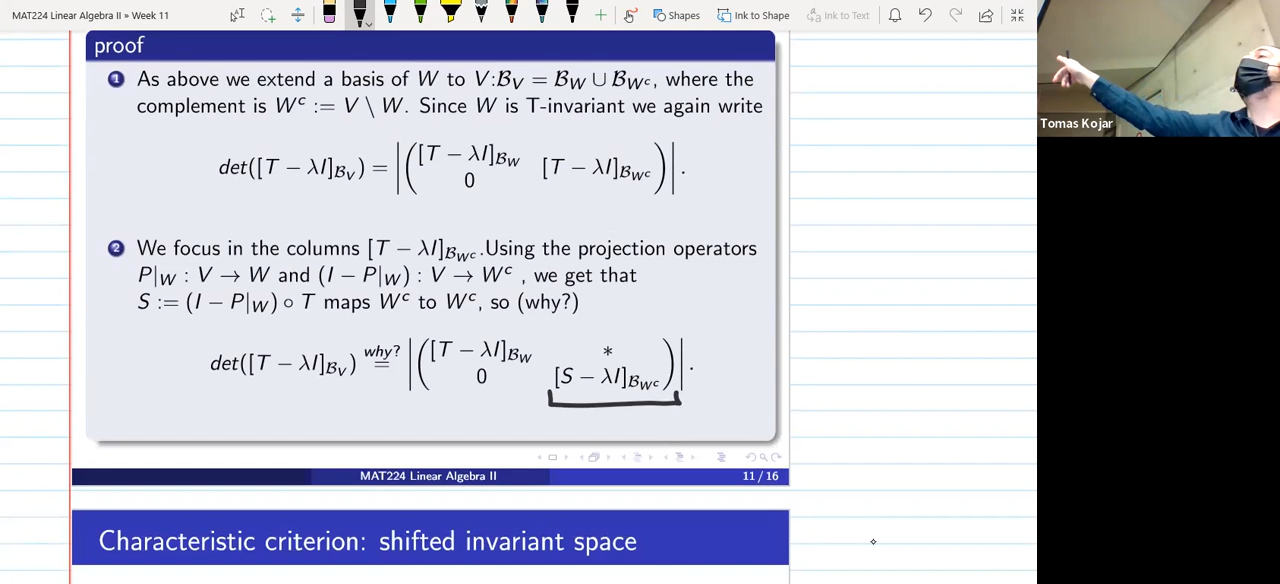 MAT224 Linear Algebra II » Week 11
Shapes
Ink to Shape
Ink to Text
proof
1 As above we extend a basis of W to V:𝓑_V = 𝓑_W ∪ 𝓑_{W^c}, where the
complement is W^c := V \ W. Since W is T-invariant we again write
det([T − λI]_{𝓑_V}) = |( [T − λI]_{𝓑_W} [T − λI]_{𝓑_{W^c}} )|.
0
2 We focus in the columns [T − λI]_{𝓑_{W^c}}.Using the projection operators
P|_W : V → W and (I − P|_W) : V → W^c , we get that
S := (I − P|_W) ∘ T maps W^c to W^c, so (why?)
det([T − λI]_{𝓑_V}) =^{why?} |( [T − λI]_{𝓑_W} *
0 [S − λI]_{𝓑_{W^c}} )|.
MAT224 Linear Algebra II
11 / 16
Characteristic criterion: shifted invariant space
Tomas Kojar